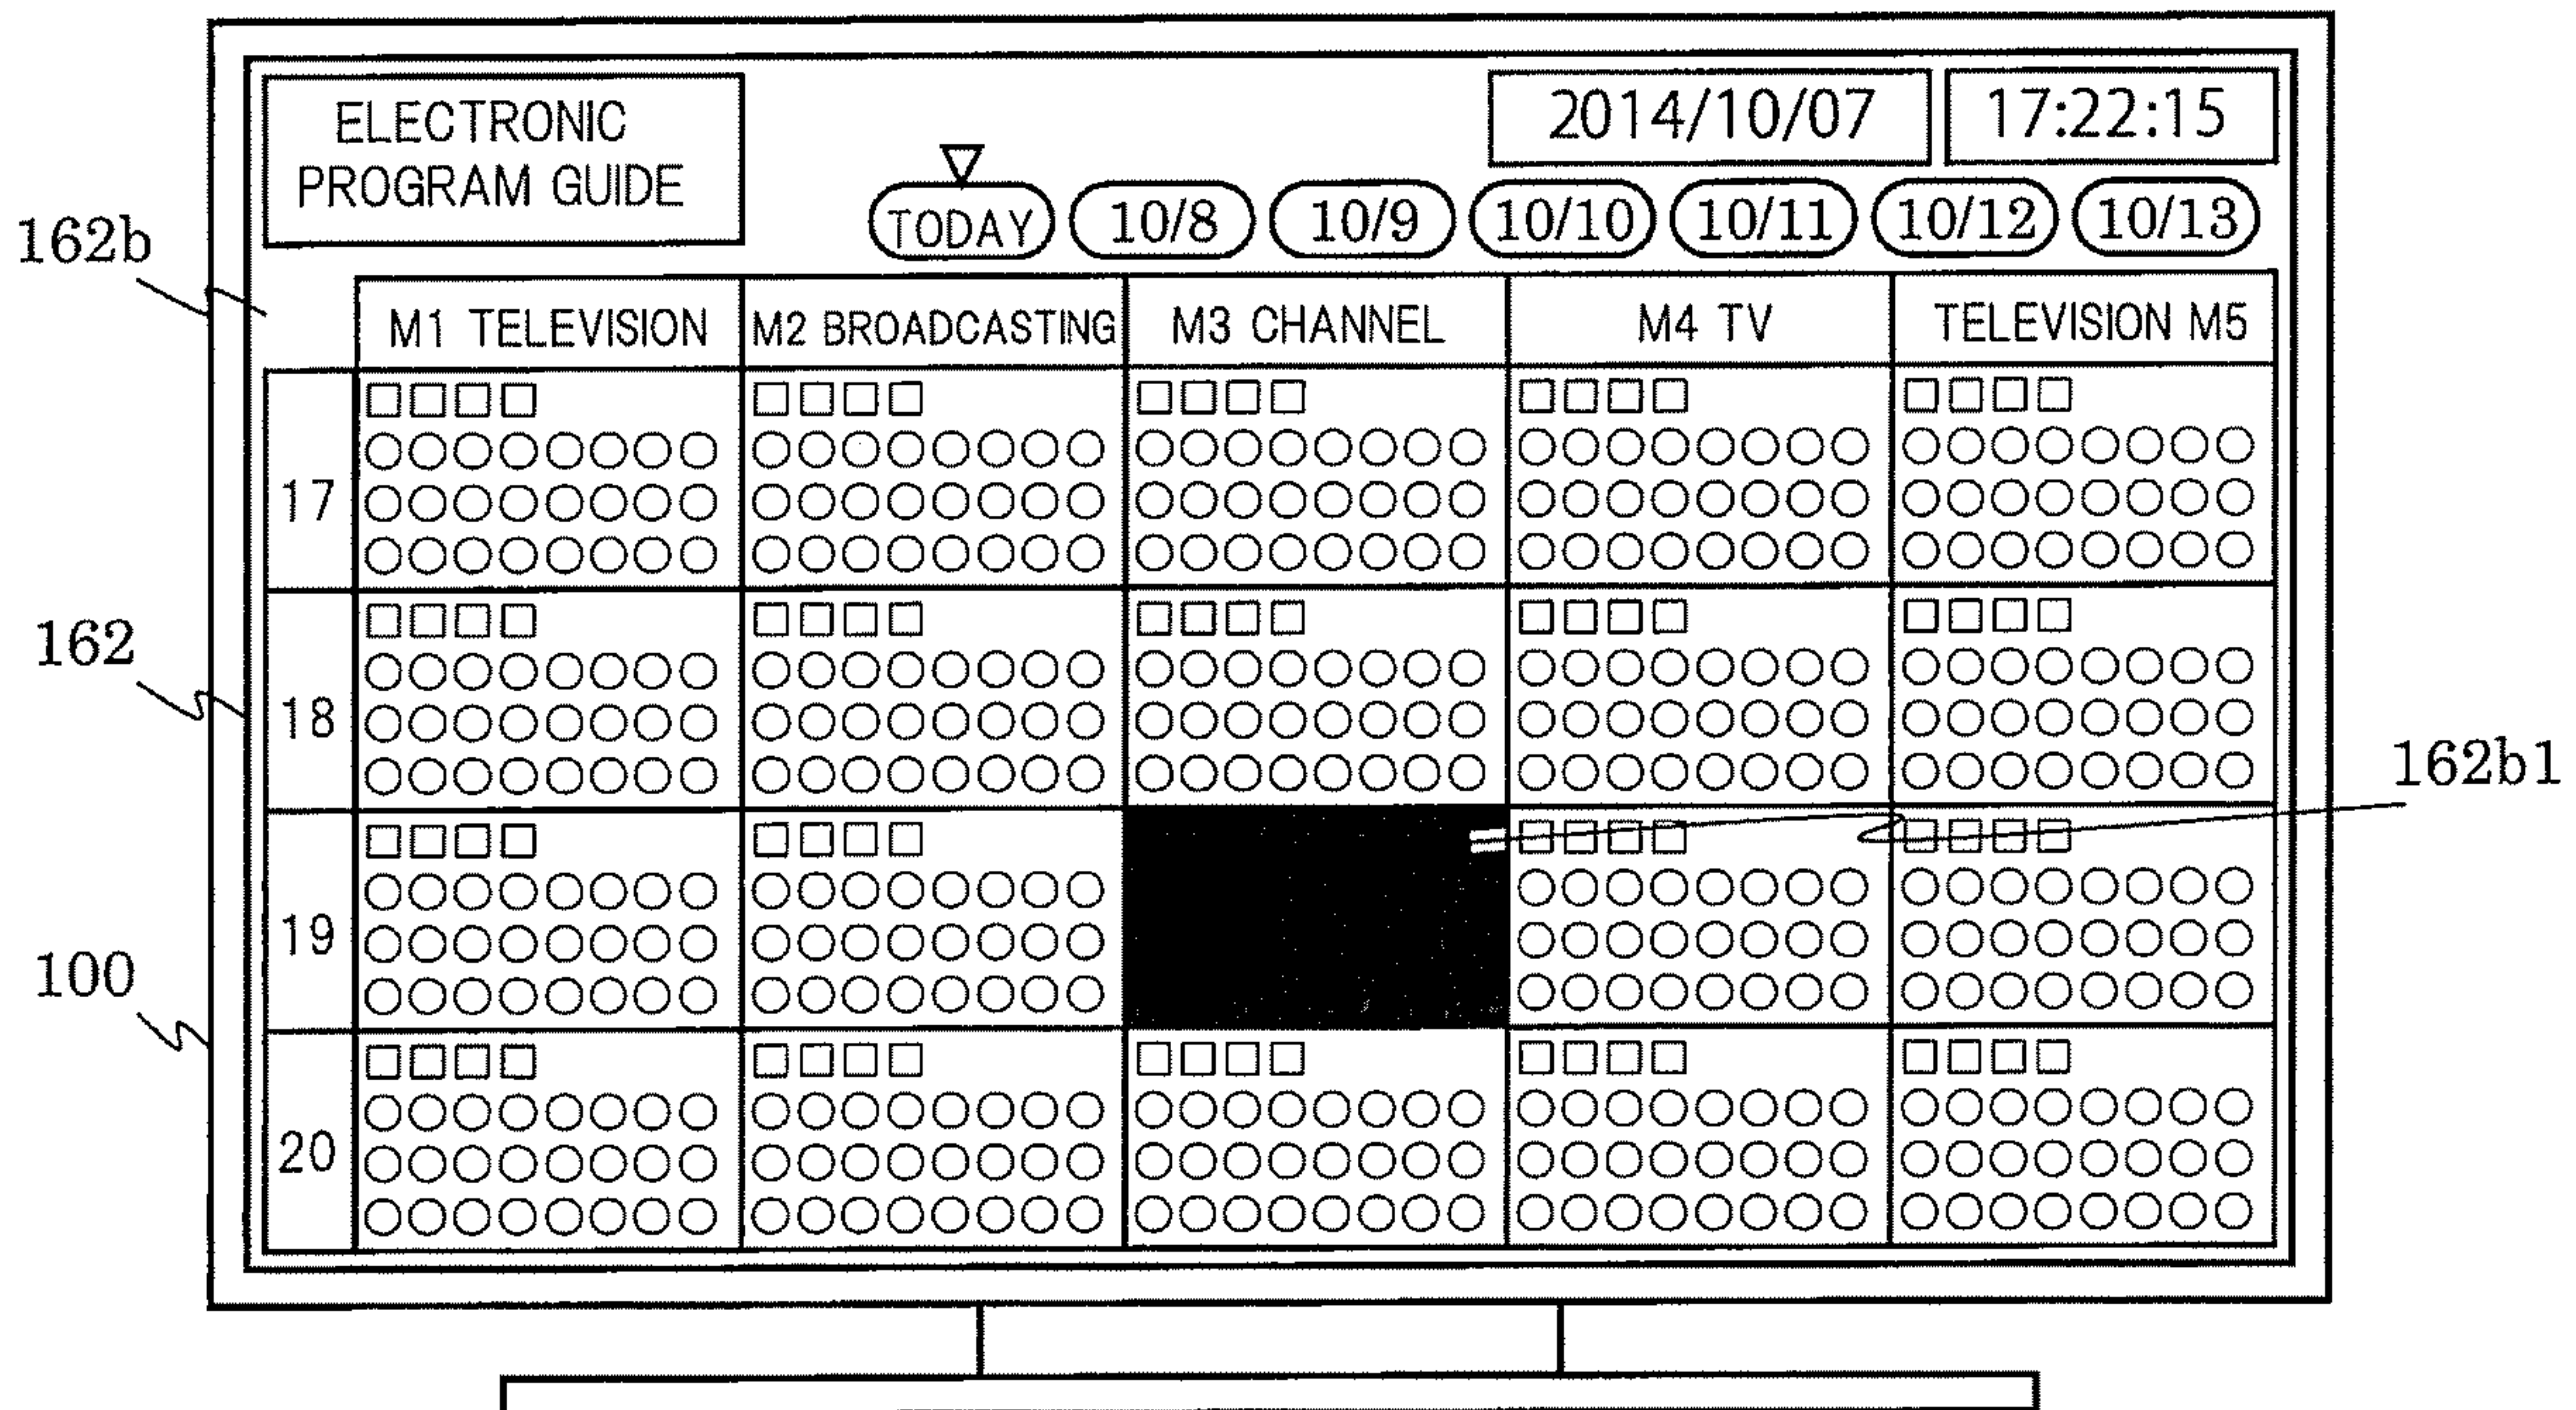 ELECTRONIC
PROGRAM GUIDE
2014/10/07
17:22:15
TODAY
10/8
10/9
10/10
10/11
10/12
10/13
162b
M1 TELEVISION
M2 BROADCASTING
M3 CHANNEL
M4 TV
TELEVISION M5
□□□□ □□□□ □□□□ □□□□ □□□□
○○○○○○○○ ○○○○○○○○ ○○○○○○○○ ○○○○○○○○ ○○○○○○○○
17 ○○○○○○○○ ○○○○○○○○ ○○○○○○○○ ○○○○○○○○ ○○○○○○○○
○○○○○○○○ ○○○○○○○○ ○○○○○○○○ ○○○○○○○○ ○○○○○○○○
162
□□□□ □□□□ □□□□ □□□□ □□□□
○○○○○○○○ ○○○○○○○○ ○○○○○○○○ ○○○○○○○○ ○○○○○○○○
18 ○○○○○○○○ ○○○○○○○○ ○○○○○○○○ ○○○○○○○○ ○○○○○○○○
○○○○○○○○ ○○○○○○○○ ○○○○○○○○ ○○○○○○○○ ○○○○○○○○
162b1
□□□□ □□□□ □□□□ □□□□
○○○○○○○○ ○○○○○○○○ ○○○○○○○○ ○○○○○○○○
19 ○○○○○○○○ ○○○○○○○○ ○○○○○○○○ ○○○○○○○○
○○○○○○○○ ○○○○○○○○ ○○○○○○○○ ○○○○○○○○
100
□□□□ □□□□ □□□□ □□□□ □□□□
○○○○○○○○ ○○○○○○○○ ○○○○○○○○ ○○○○○○○○ ○○○○○○○○
20 ○○○○○○○○ ○○○○○○○○ ○○○○○○○○ ○○○○○○○○ ○○○○○○○○
○○○○○○○○ ○○○○○○○○ ○○○○○○○○ ○○○○○○○○ ○○○○○○○○